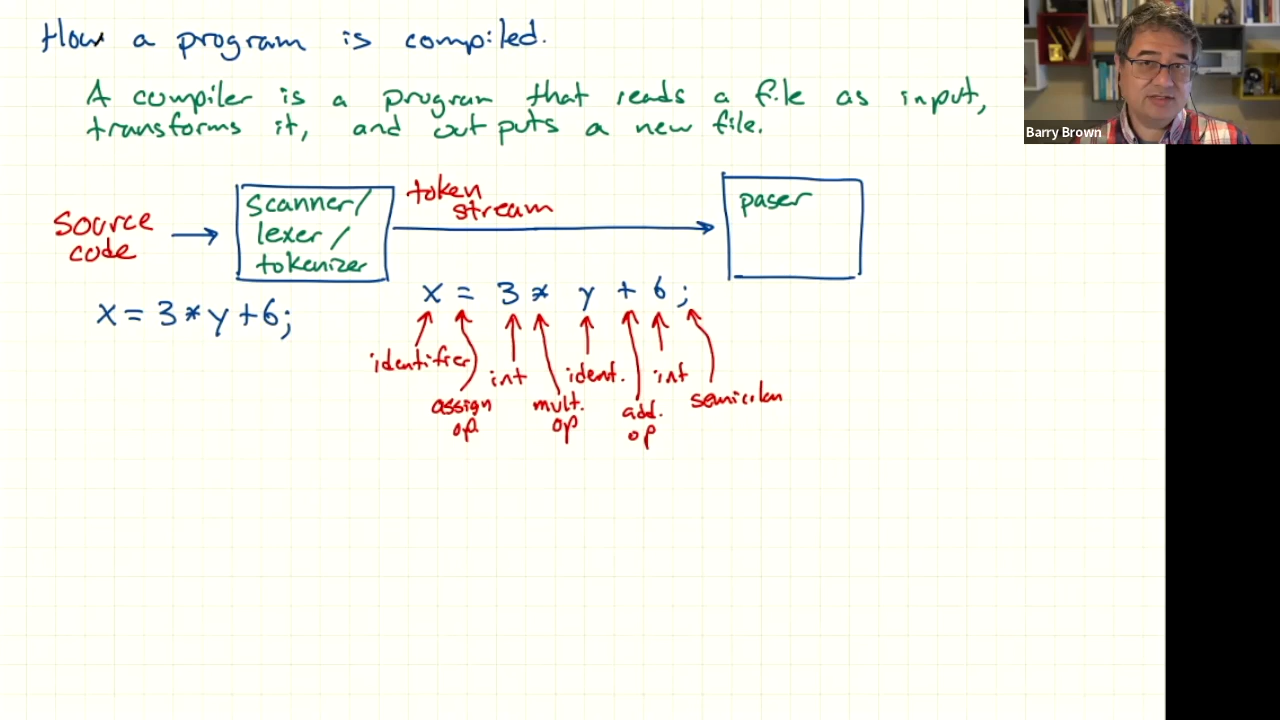 How a program is compiled.
A compiler is a program that reads a file as input,
transforms it, and outputs a new file.
Barry Brown
source
code
scanner/
lexer/
tokenizer
token
stream
paser
x = 3 * y + 6;
x = 3 * y + 6 ;
identifier
assign
op.
int
mult.
op
ident.
add.
op
int
semicolon